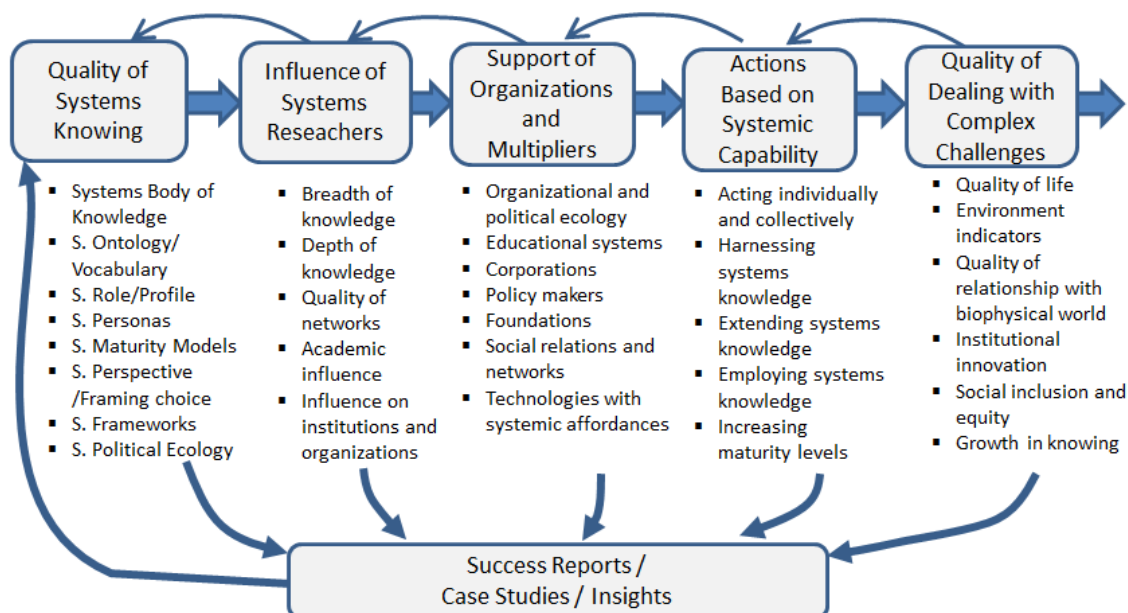 Quality of
Systems
Knowing
Influence of
Systems
Reseachers
Support of
Organizations
and
Multipliers
Actions
Based on
Systemic
Capability
Quality of
Dealing with
Complex
Challenges
▪ Systems Body of
Knowledge
▪ S. Ontology/
Vocabulary
▪ S. Role/Profile
▪ S. Personas
▪ S. Maturity Models
▪ S. Perspective
/Framing choice
▪ S. Frameworks
▪ S. Political Ecology
▪ Breadth of
knowledge
▪ Depth of
knowledge
▪ Quality of
networks
▪ Academic
influence
▪ Influence on
institutions and
organizations
▪ Organizational and
political ecology
▪ Educational systems
▪ Corporations
▪ Policy makers
▪ Foundations
▪ Social relations and
networks
▪ Technologies with
systemic affordances
▪ Acting individually
and collectively
▪ Harnessing
systems
knowledge
▪ Extending systems
knowledge
▪ Employing systems
knowledge
▪ Increasing
maturity levels
▪ Quality of life
▪ Environment
indicators
▪ Quality of
relationship with
biophysical world
▪ Institutional
innovation
▪ Social inclusion and
equity
▪ Growth in knowing
Success Reports /
Case Studies / Insights